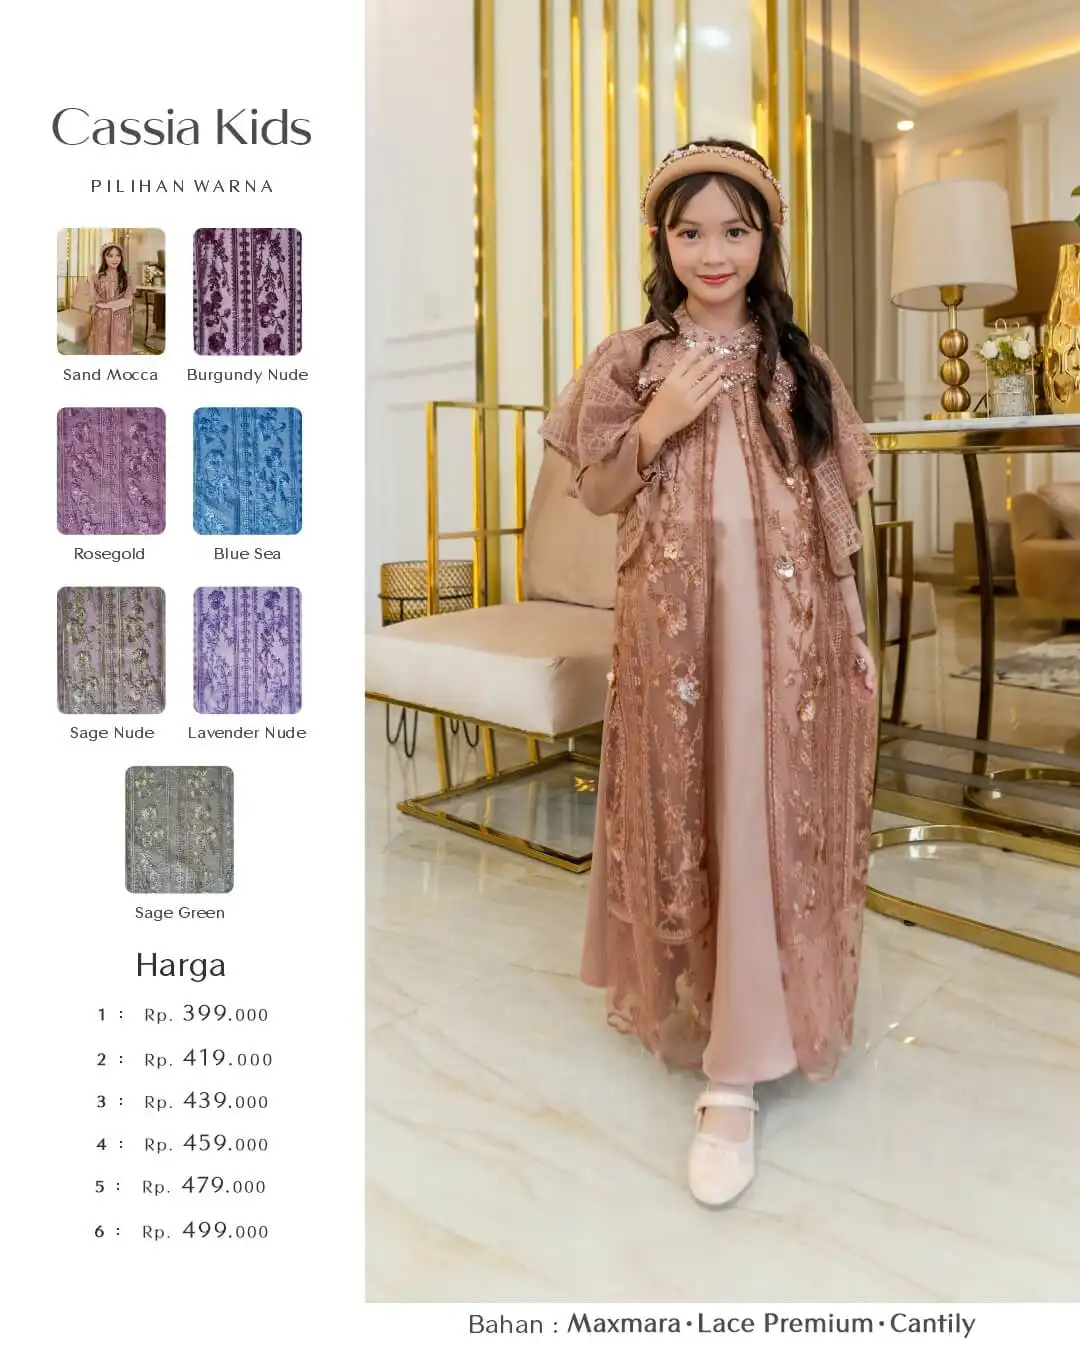 Cassia Kids
PILIHAN WARNA
Sand Mocca
Burgundy Nude
Rosegold
Blue Sea
Sage Nude
Lavender Nude
Sage Green
Harga
1 : Rp. 399.000
2 : Rp. 419.000
3 : Rp. 439.000
4 : Rp. 459.000
5 : Rp. 479.000
6 : Rp. 499.000
Bahan : Maxmara • Lace Premium • Cantily